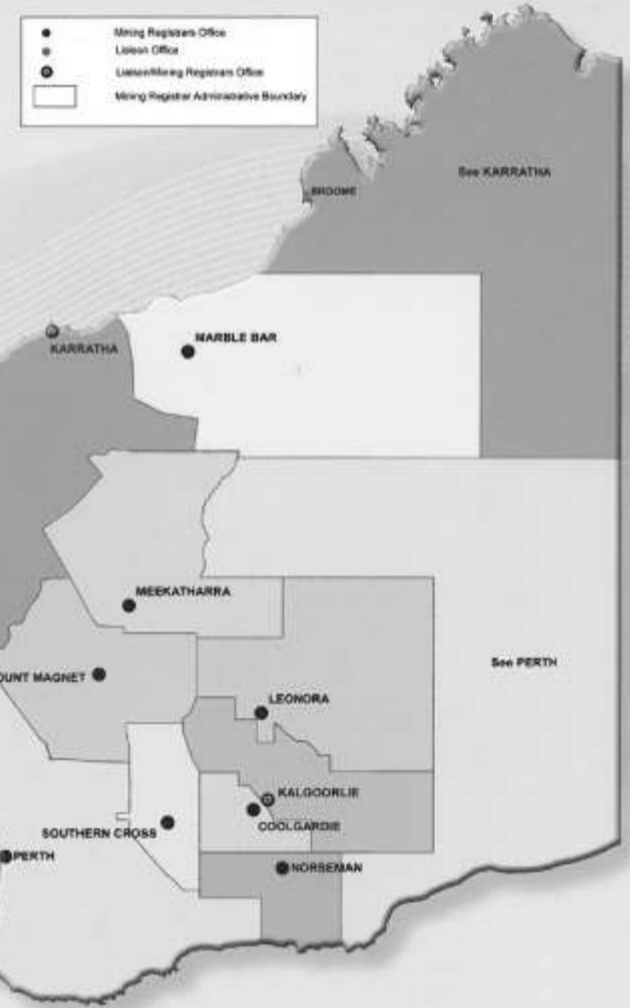 Mining Registrars Office
Liaison Office
Liaison/Mining Registrars Office
Mining Registrar Administrative Boundary
See KARRATHA
BROOME
MARBLE BAR
KARRATHA
MEEKATHARRA
See PERTH
OUNT MAGNET
LEONORA
KALGOORLIE
COOLGARDIE
SOUTHERN CROSS
PERTH
NORSEMAN